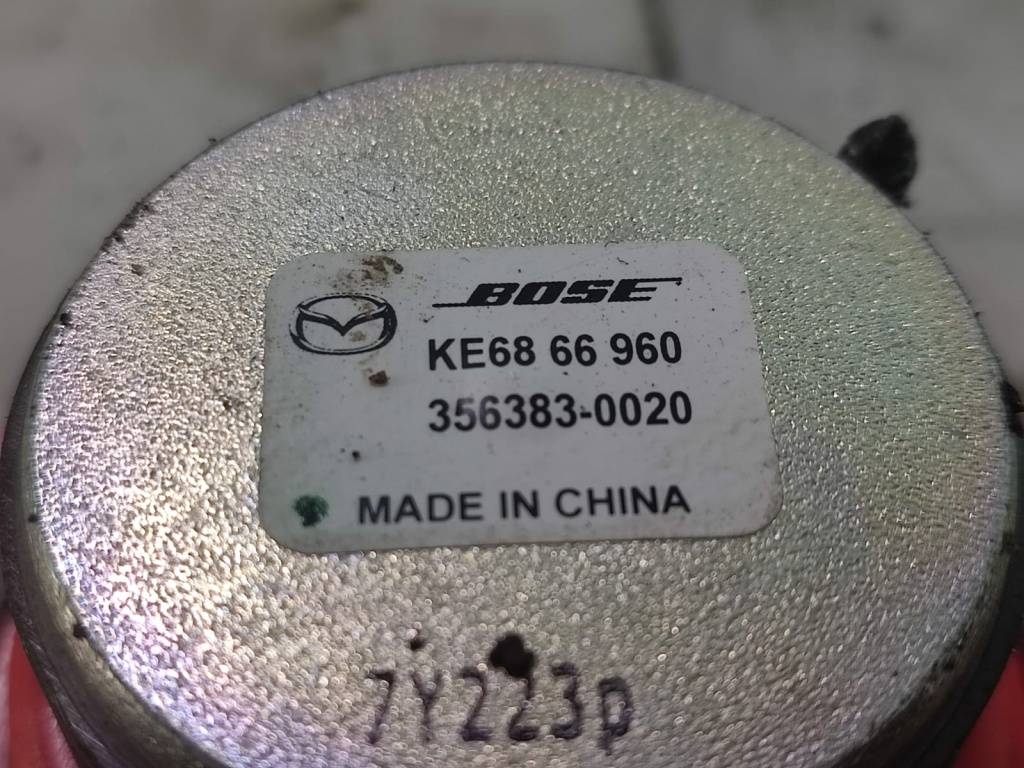 BOSE
KE68 66 960
356383-0020
MADE IN CHINA
7Y223p